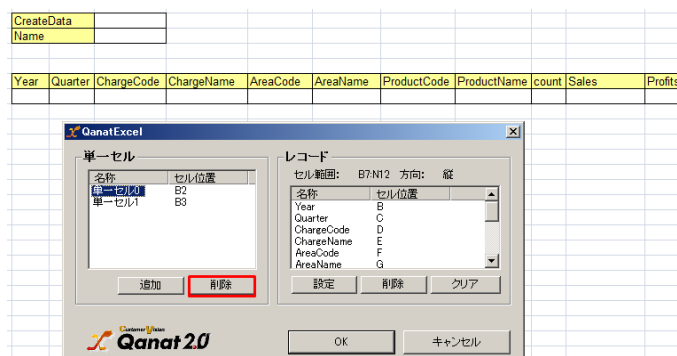 CreateData
Name
Year Quarter ChargeCode ChargeName AreaCode AreaName ProductCode ProductName count Sales Profits
QanatExcel
単一セル
名称 セル位置
単一セル0 B2
単一セル1 B3
追加 削除
レコード
セル範囲: B7:N12 方向: 縦
名称 セル位置
Year B
Quarter C
ChargeCode D
ChargeName E
AreaCode F
AreaName G
設定 削除 クリア
Customer Vision
Qanat 2.0
OK キャンセル